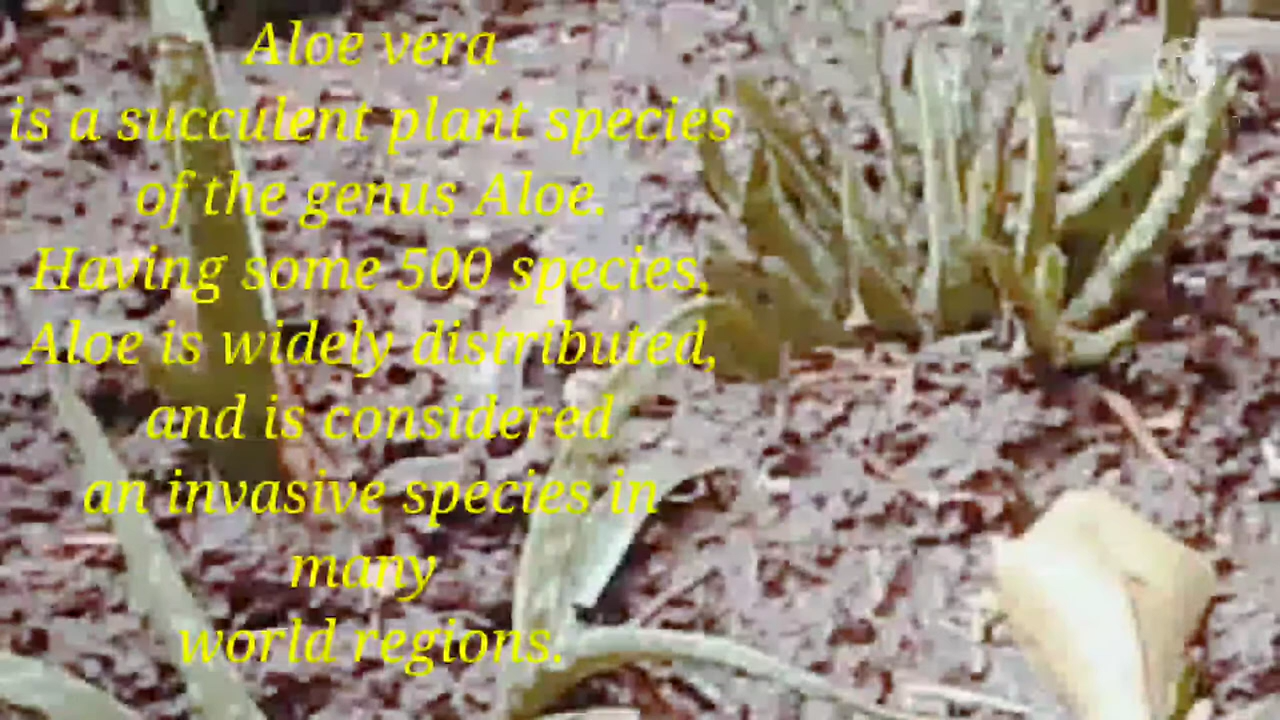 Aloe vera
is a succulent plant species
of the genus Aloe.
Having some 500 species,
Aloe is widely distributed,
and is considered
an invasive species in
many
world regions.